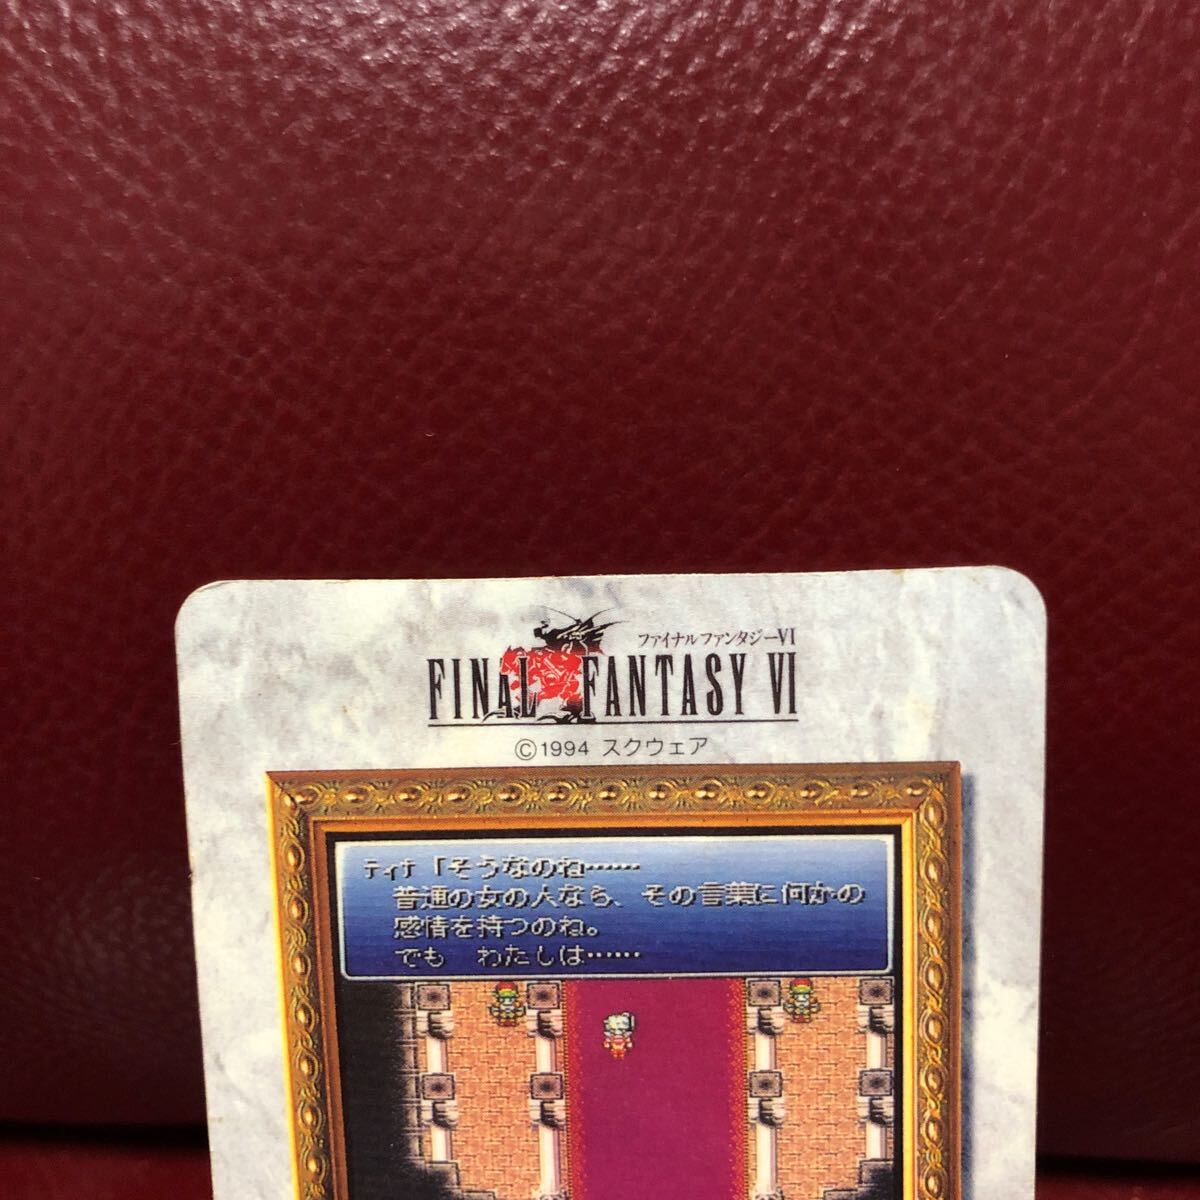 ファイナルファンタジーVI
FINAL FANTASY VI
©1994 スクウェア
ティナ「そうなのね……
普通の女の人なら、その言葉に何かの
感情を持つのね。
でも　わたしは……